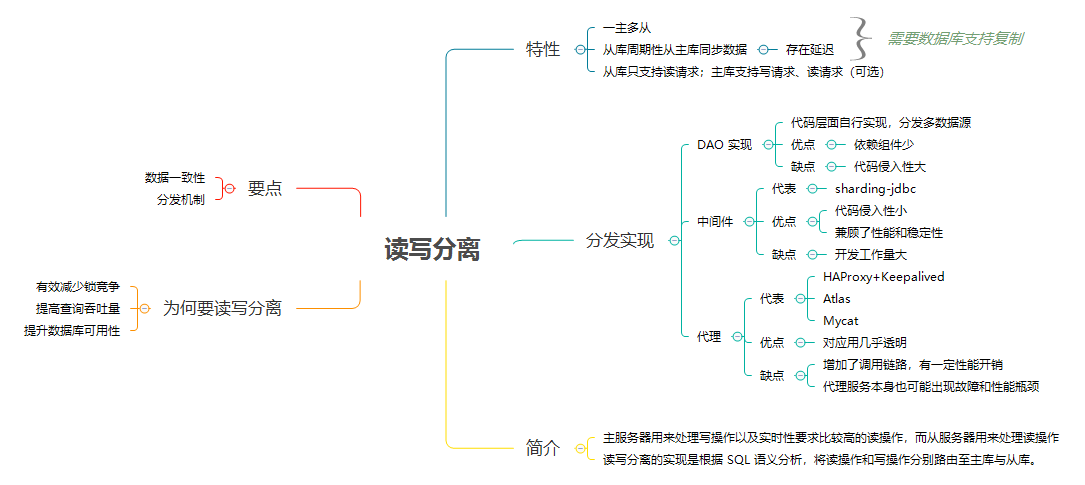 读写分离
特性
一主多从
从库周期性从主库同步数据
存在延迟
从库只支持读请求；主库支持写请求、读请求（可选）
需要数据库支持复制
分发实现
DAO 实现
代码层面自行实现，分发多数据源
优点
依赖组件少
缺点
代码侵入性大
中间件
代表
sharding-jdbc
优点
代码侵入性小
兼顾了性能和稳定性
缺点
开发工作量大
代理
代表
HAProxy+Keepalived
Atlas
Mycat
优点
对应用几乎透明
缺点
增加了调用链路，有一定性能开销
代理服务本身也可能出现故障和性能瓶颈
简介
主服务器用来处理写操作以及实时性要求比较高的读操作，而从服务器用来处理读操作
读写分离的实现是根据 SQL 语义分析，将读操作和写操作分别路由至主库与从库。
要点
数据一致性
分发机制
为何要读写分离
有效减少锁竞争
提高查询吞吐量
提升数据库可用性